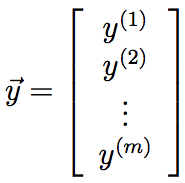 y⃗ = [ y^(1)
y^(2)
⋮
y^(m) ]